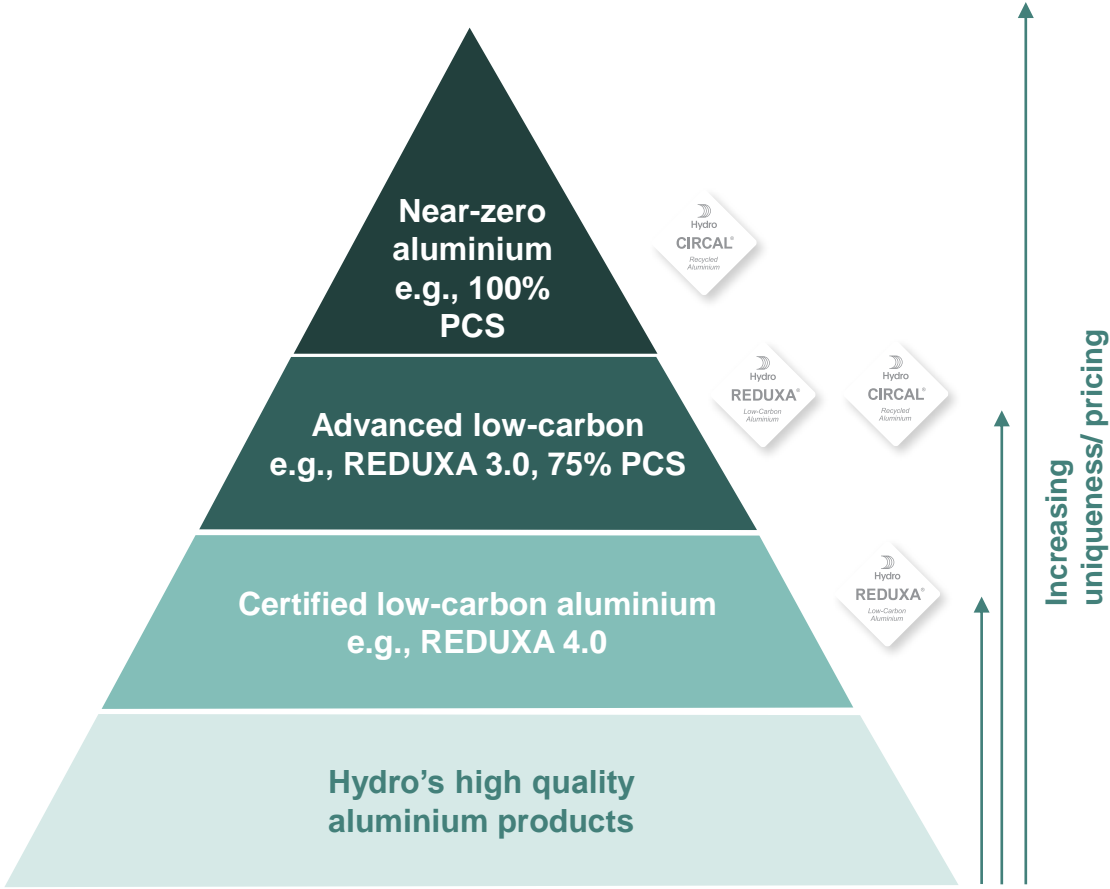 Near-zero
aluminium
e.g., 100%
PCS
Hydro
CIRCAL®
Recycled
Aluminium
Advanced low-carbon
e.g., REDUXA 3.0, 75% PCS
Hydro
REDUXA®
Low-Carbon
Aluminium
Hydro
CIRCAL®
Recycled
Aluminium
Certified low-carbon aluminium
e.g., REDUXA 4.0
Hydro
REDUXA®
Low-Carbon
Aluminium
Hydro's high quality
aluminium products
Increasing
uniqueness/ pricing